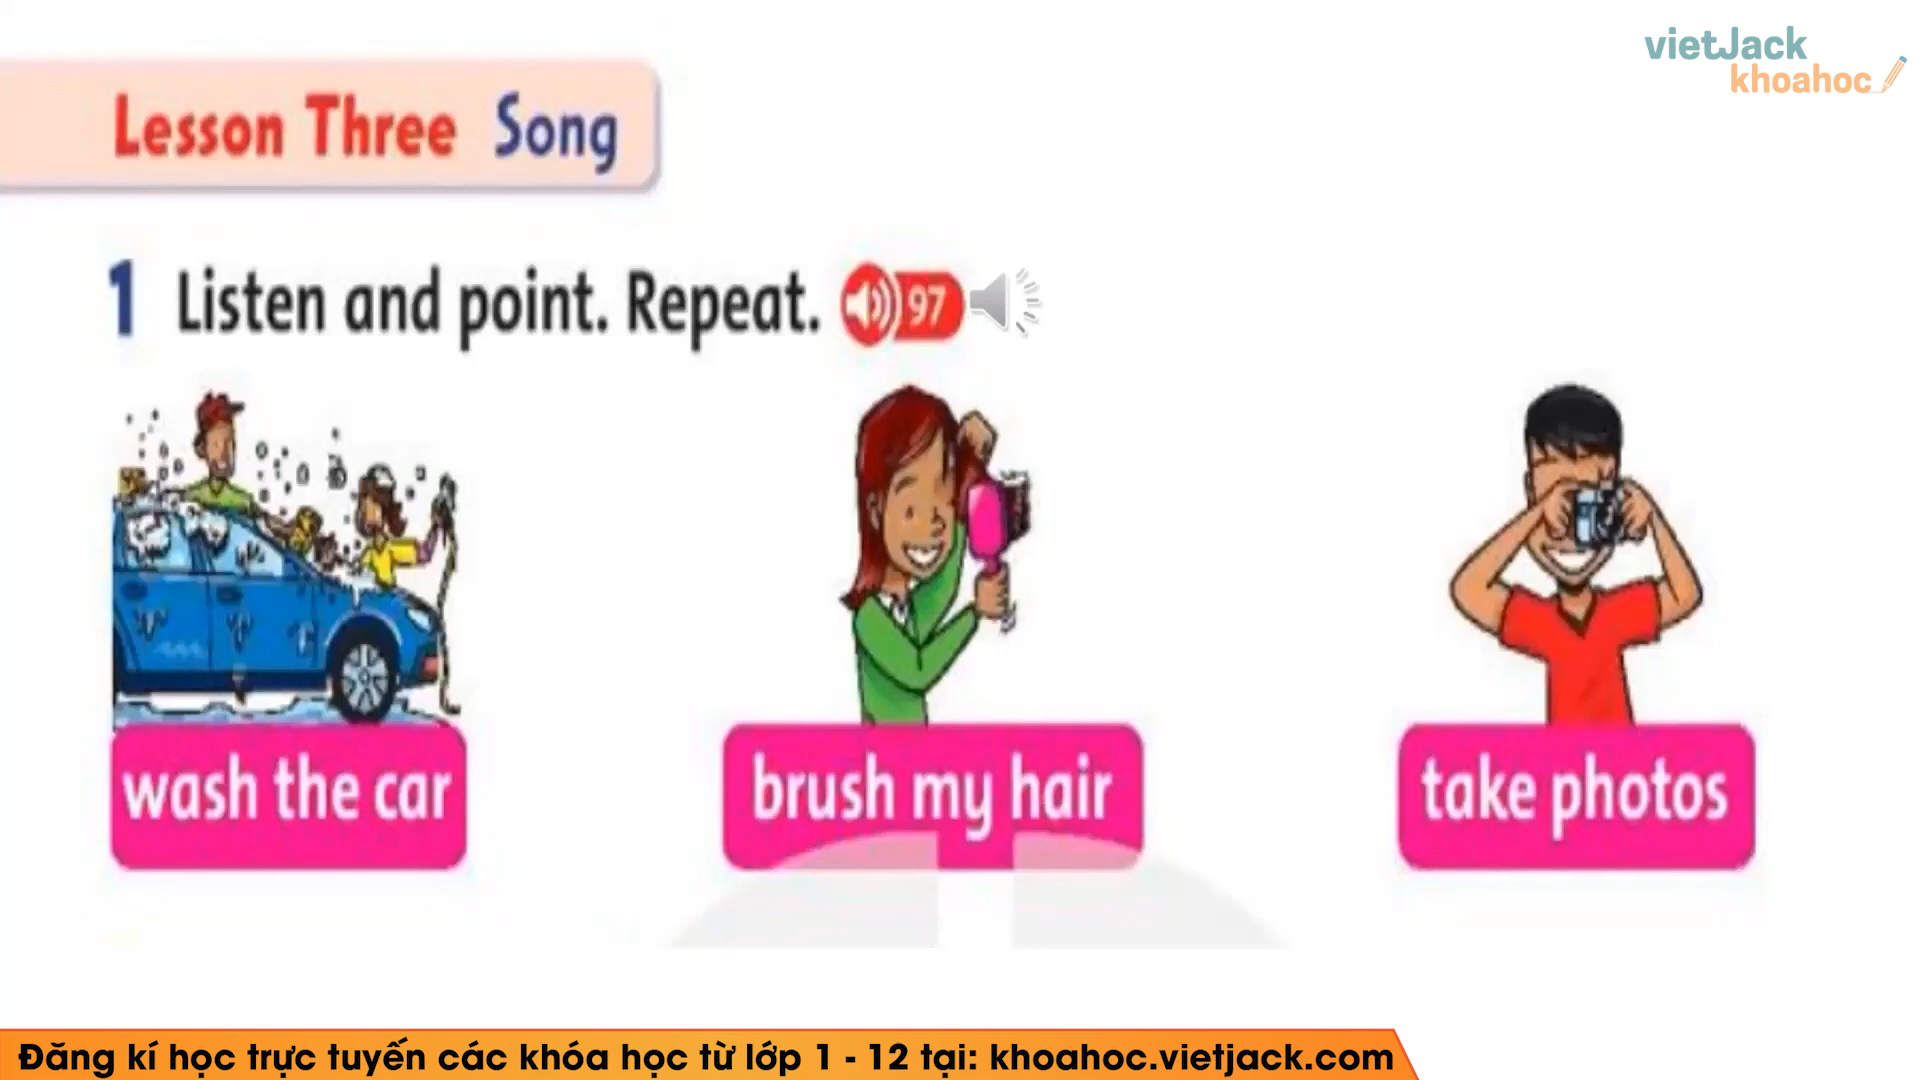 vietJack
khoahoc
Lesson Three Song
1 Listen and point. Repeat. 97
wash the car
brush my hair
take photos
Đăng kí học trực tuyến các khóa học từ lớp 1 - 12 tại: khoahoc.vietjack.com